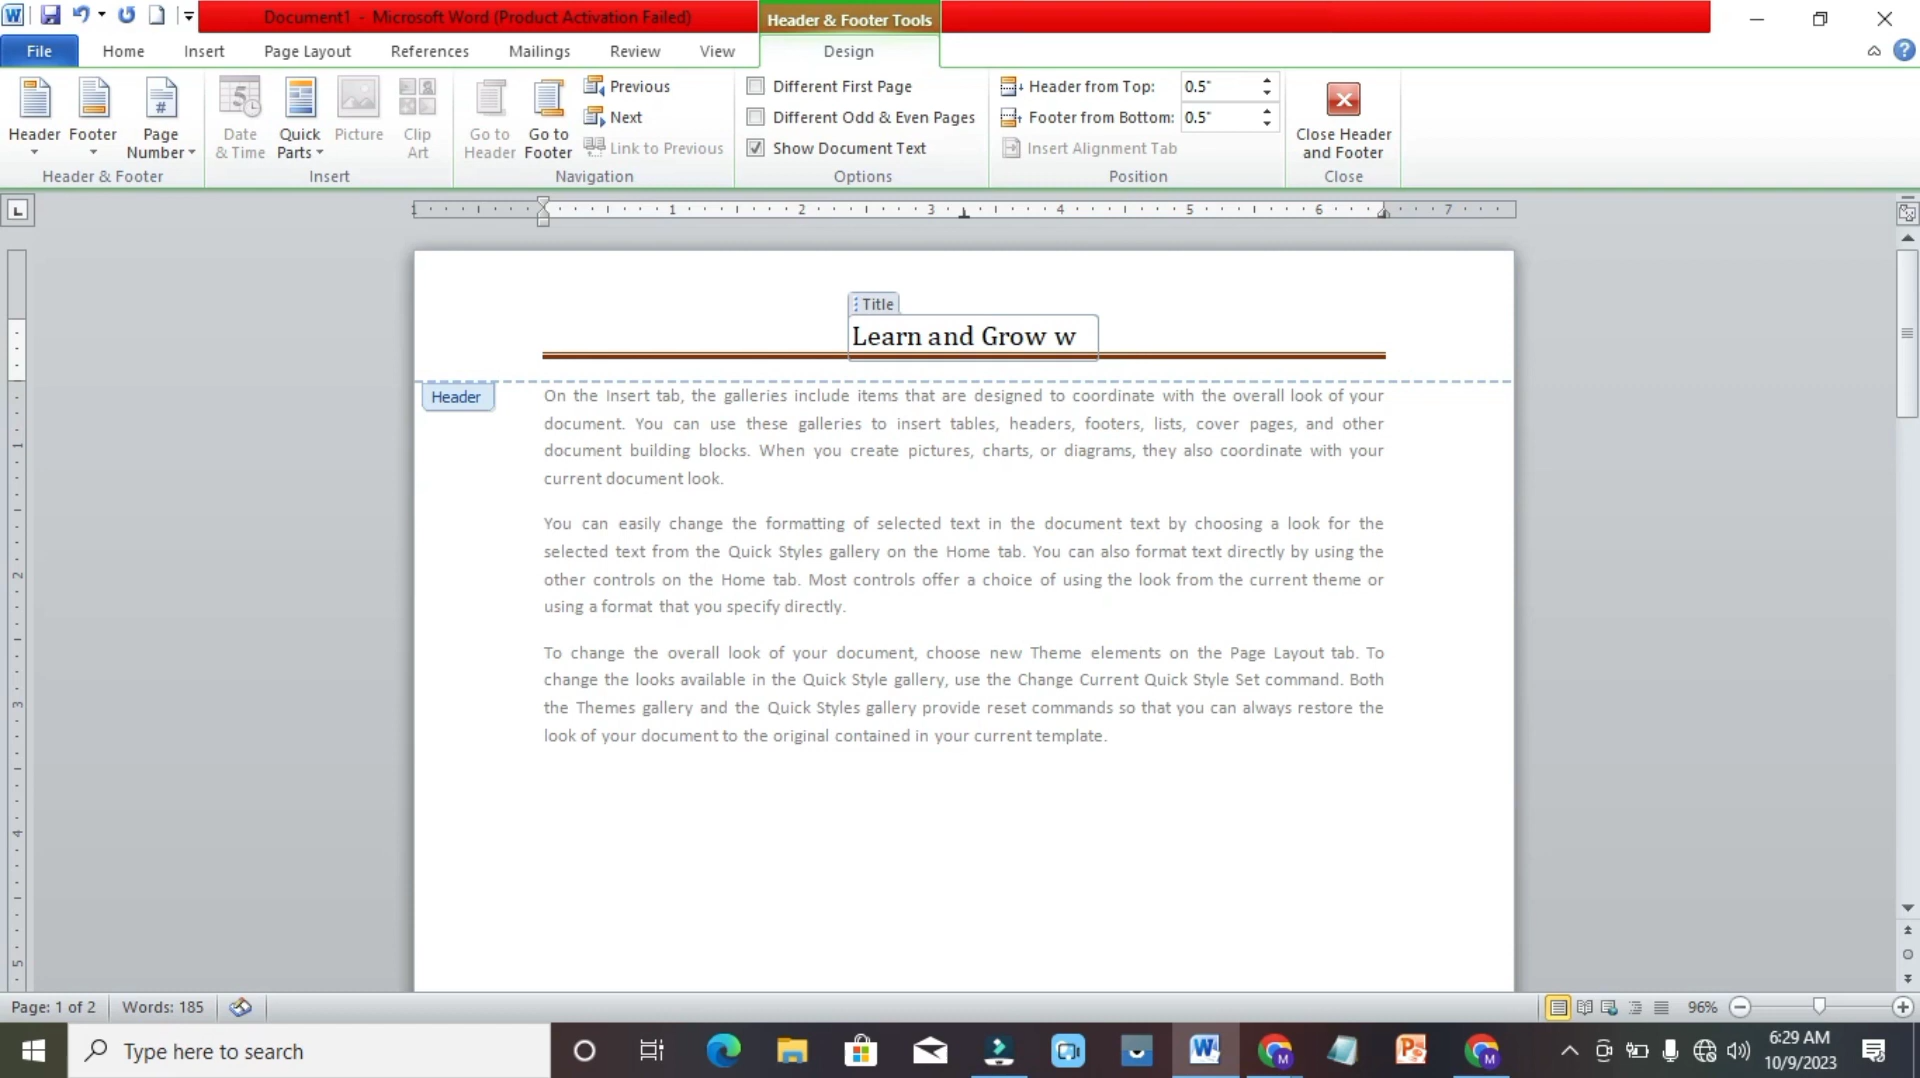 Document1 - Microsoft Word (Product Activation Failed)
Header & Footer Tools
File
Home
Insert
Page Layout
References
Mailings
Review
View
Design
Header
Footer
Page Number
Header & Footer
Date & Time
Quick Parts
Picture
Clip Art
Insert
Go to Header
Go to Footer
Previous
Next
Link to Previous
Navigation
Different First Page
Different Odd & Even Pages
Show Document Text
Options
Header from Top: 0.5"
Footer from Bottom: 0.5"
Insert Alignment Tab
Position
Close Header and Footer
Close
1 1 2 3 4 5 6 7
Title
Learn and Grow w
Header
On the Insert tab, the galleries include items that are designed to coordinate with the overall look of your
document. You can use these galleries to insert tables, headers, footers, lists, cover pages, and other
document building blocks. When you create pictures, charts, or diagrams, they also coordinate with your
current document look.
You can easily change the formatting of selected text in the document text by choosing a look for the
selected text from the Quick Styles gallery on the Home tab. You can also format text directly by using the
other controls on the Home tab. Most controls offer a choice of using the look from the current theme or
using a format that you specify directly.
To change the overall look of your document, choose new Theme elements on the Page Layout tab. To
change the looks available in the Quick Style gallery, use the Change Current Quick Style Set command. Both
the Themes gallery and the Quick Styles gallery provide reset commands so that you can always restore the
look of your document to the original contained in your current template.
1
2
3
4
5
Page: 1 of 2
Words: 185
96%
Type here to search
6:29 AM
10/9/2023